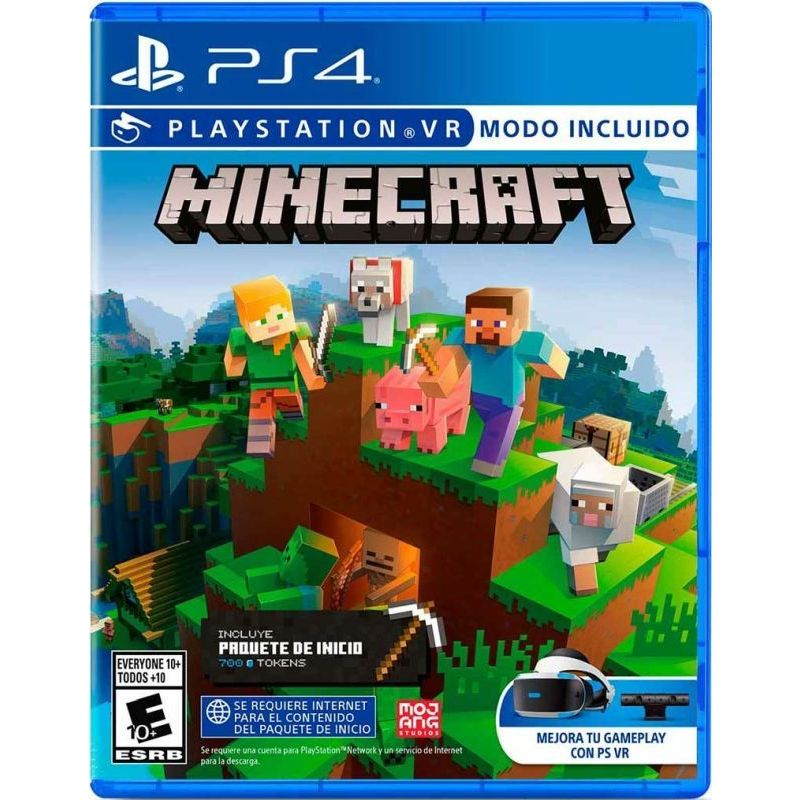 PS4
PLAYSTATION®VR MODO INCLUIDO
MINECRAFT
INCLUYE
PAQUETE DE INICIO
700 TOKENS
EVERYONE 10+
TODOS +10
E
10+
ESRB
SE REQUIERE INTERNET
PARA EL CONTENIDO
DEL PAQUETE DE INICIO
MOJ
ANG
STUDIOS
Se requiere una cuenta para PlayStation™Network y un servicio de Internet
para la descarga.
MEJORA TU GAMEPLAY
CON PS VR